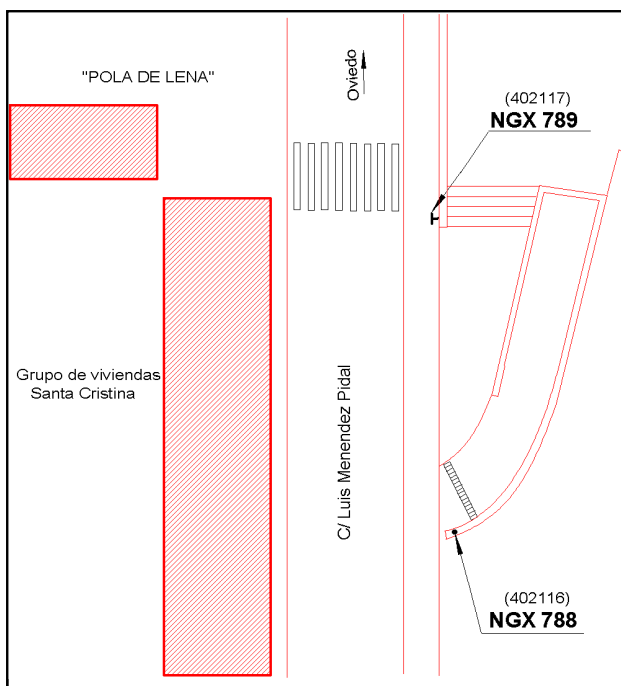 "POLA DE LENA"
Oviedo
(402117)
NGX 789
Grupo de viviendas
Santa Cristina
C/ Luis Menendez Pidal
(402116)
NGX 788